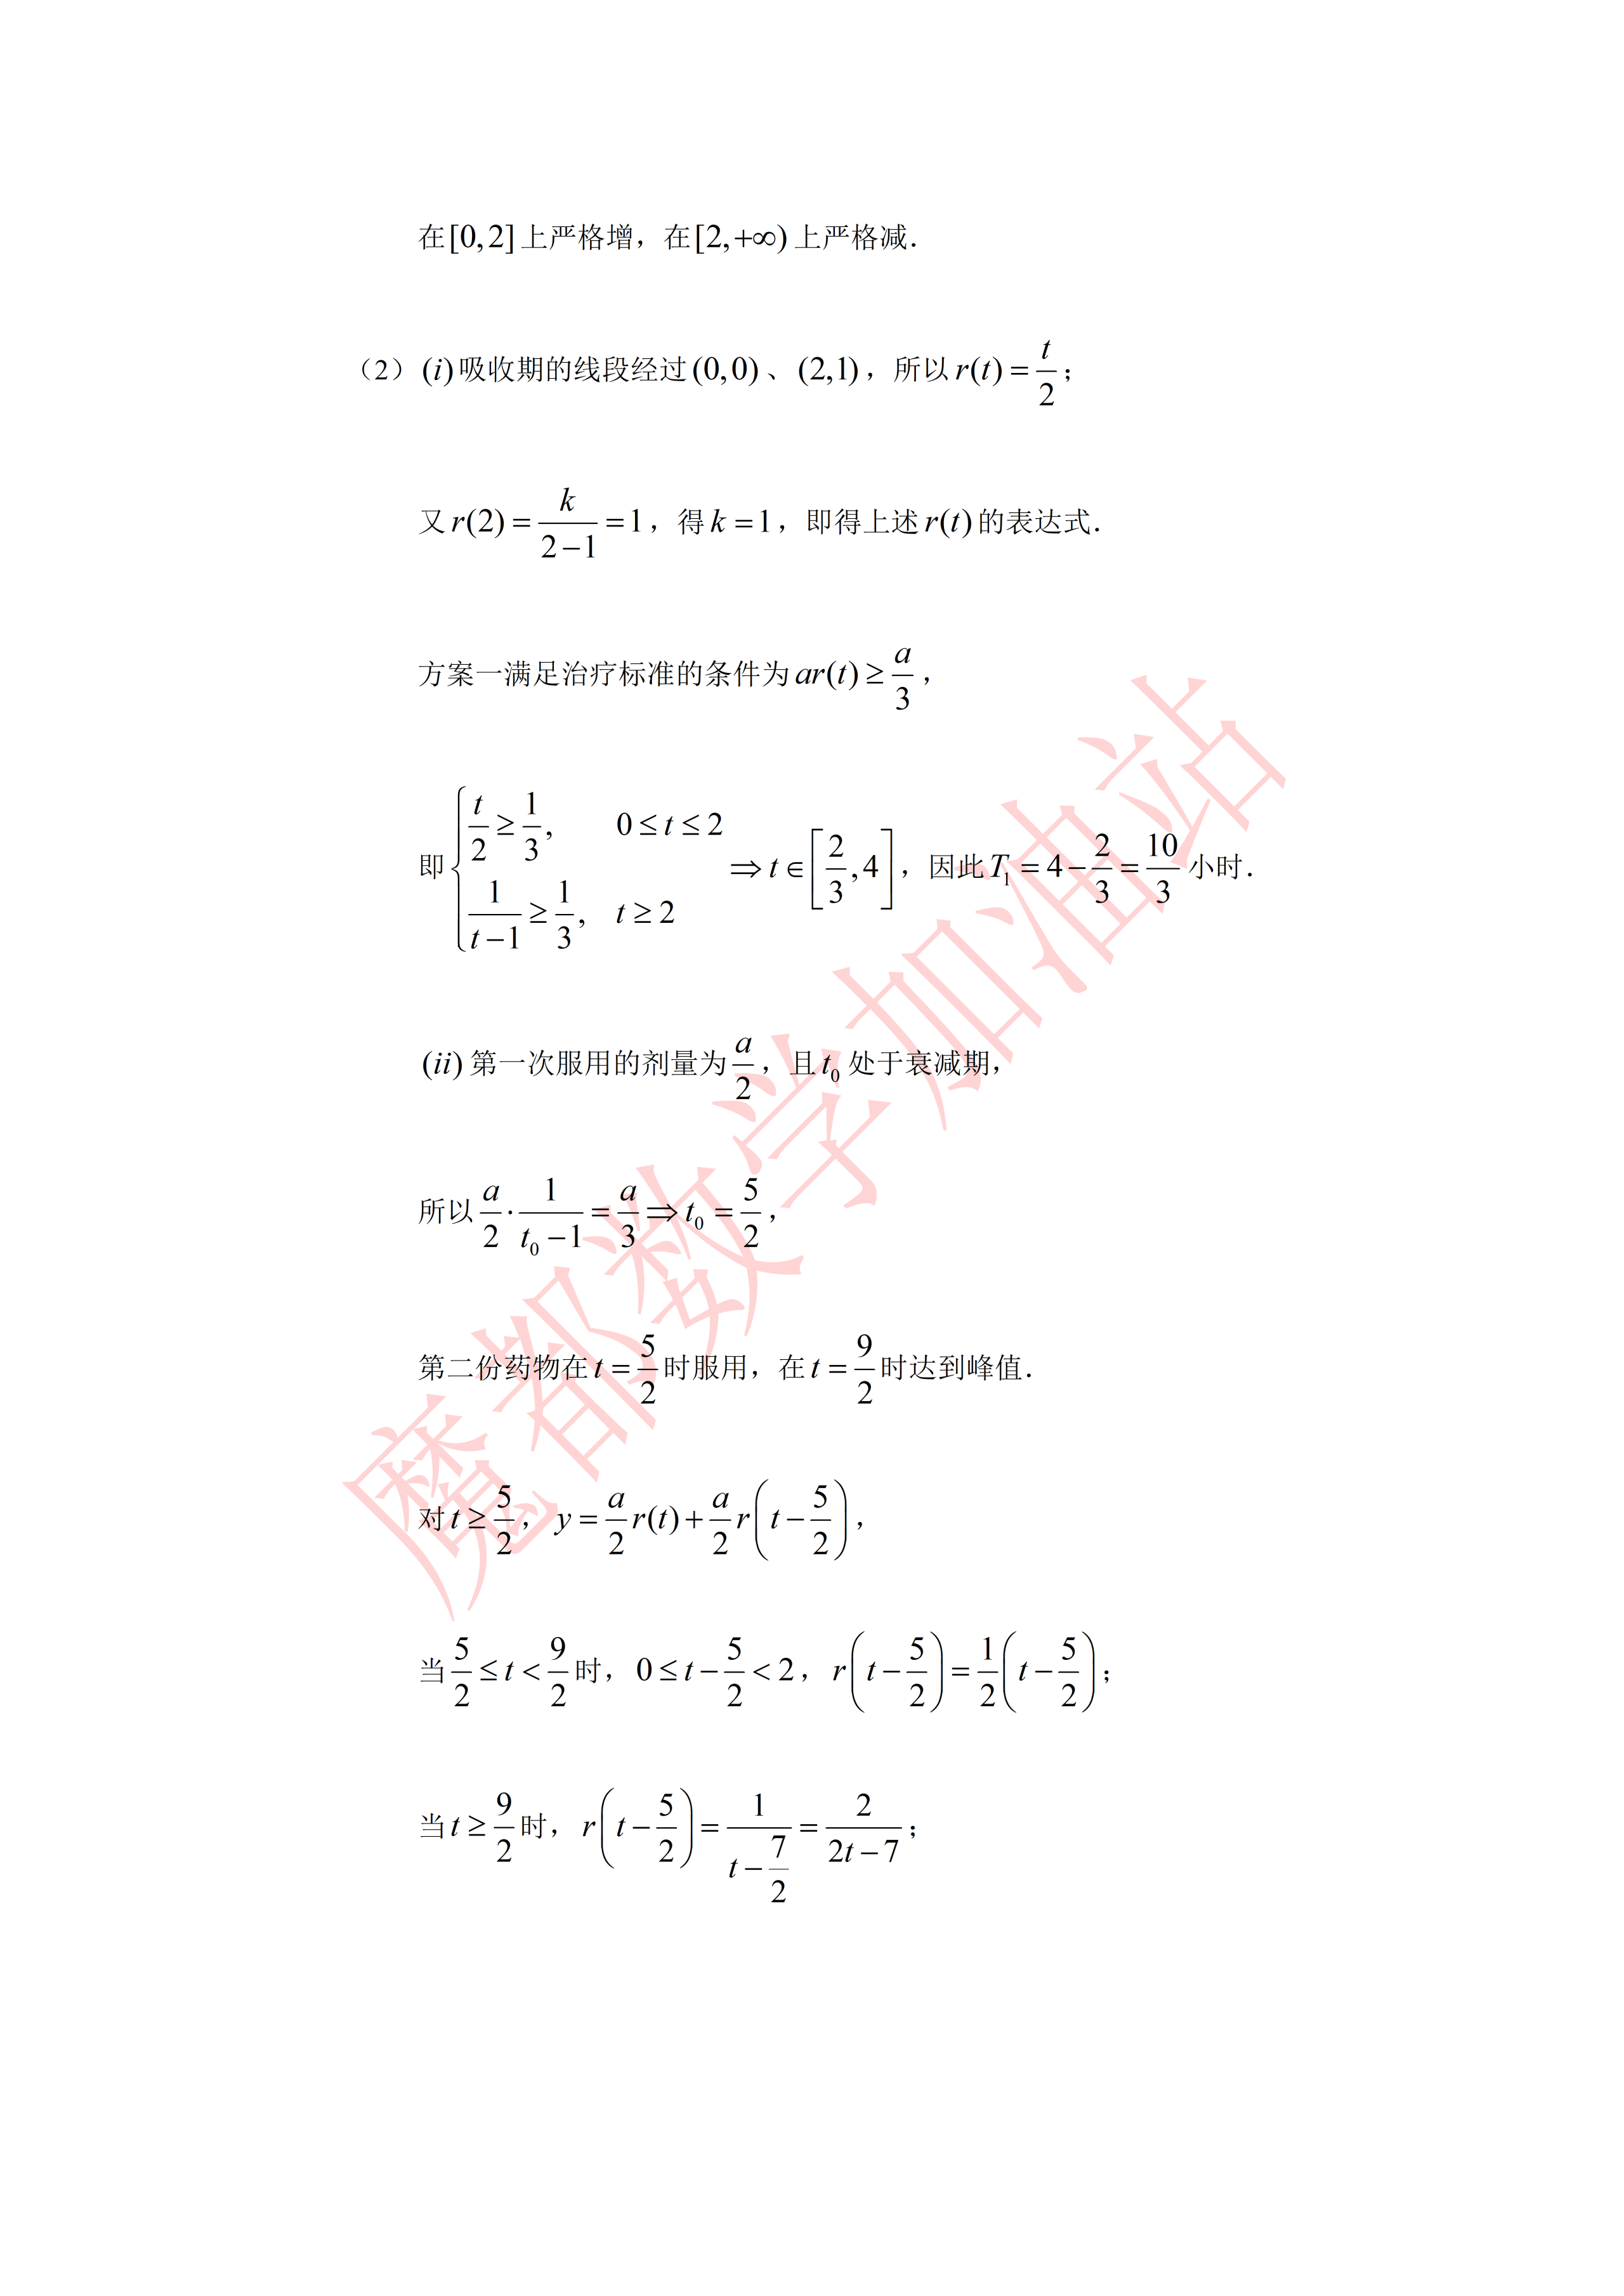 在[0,2]上严格增，在[2,+∞)上严格减．
（2）(i)吸收期的线段经过(0,0)、(2,1)，所以r(t)=t/2；
又r(2)=k/(2−1)=1，得k=1，即得上述r(t)的表达式．
方案一满足治疗标准的条件为ar(t)≥a/3，
即{t/2≥1/3, 0≤t≤2; 1/(t−1)≥1/3, t≥2 ⇒t∈[2/3,4]，因此T₁=4−2/3=10/3小时．
(ii)第一次服用的剂量为a/2，且t₀处于衰减期，
所以a/2·1/(t₀−1)=a/3⇒t₀=5/2，
第二份药物在t=5/2时服用，在t=9/2时达到峰值．
对t≥5/2，y=a/2r(t)+a/2r(t−5/2)，
当5/2≤t<9/2时，0≤t−5/2<2，r(t−5/2)=1/2(t−5/2)；
当t≥9/2时，r(t−5/2)=1/(t−7/2)=2/(2t−7)；
魔都数学加油站